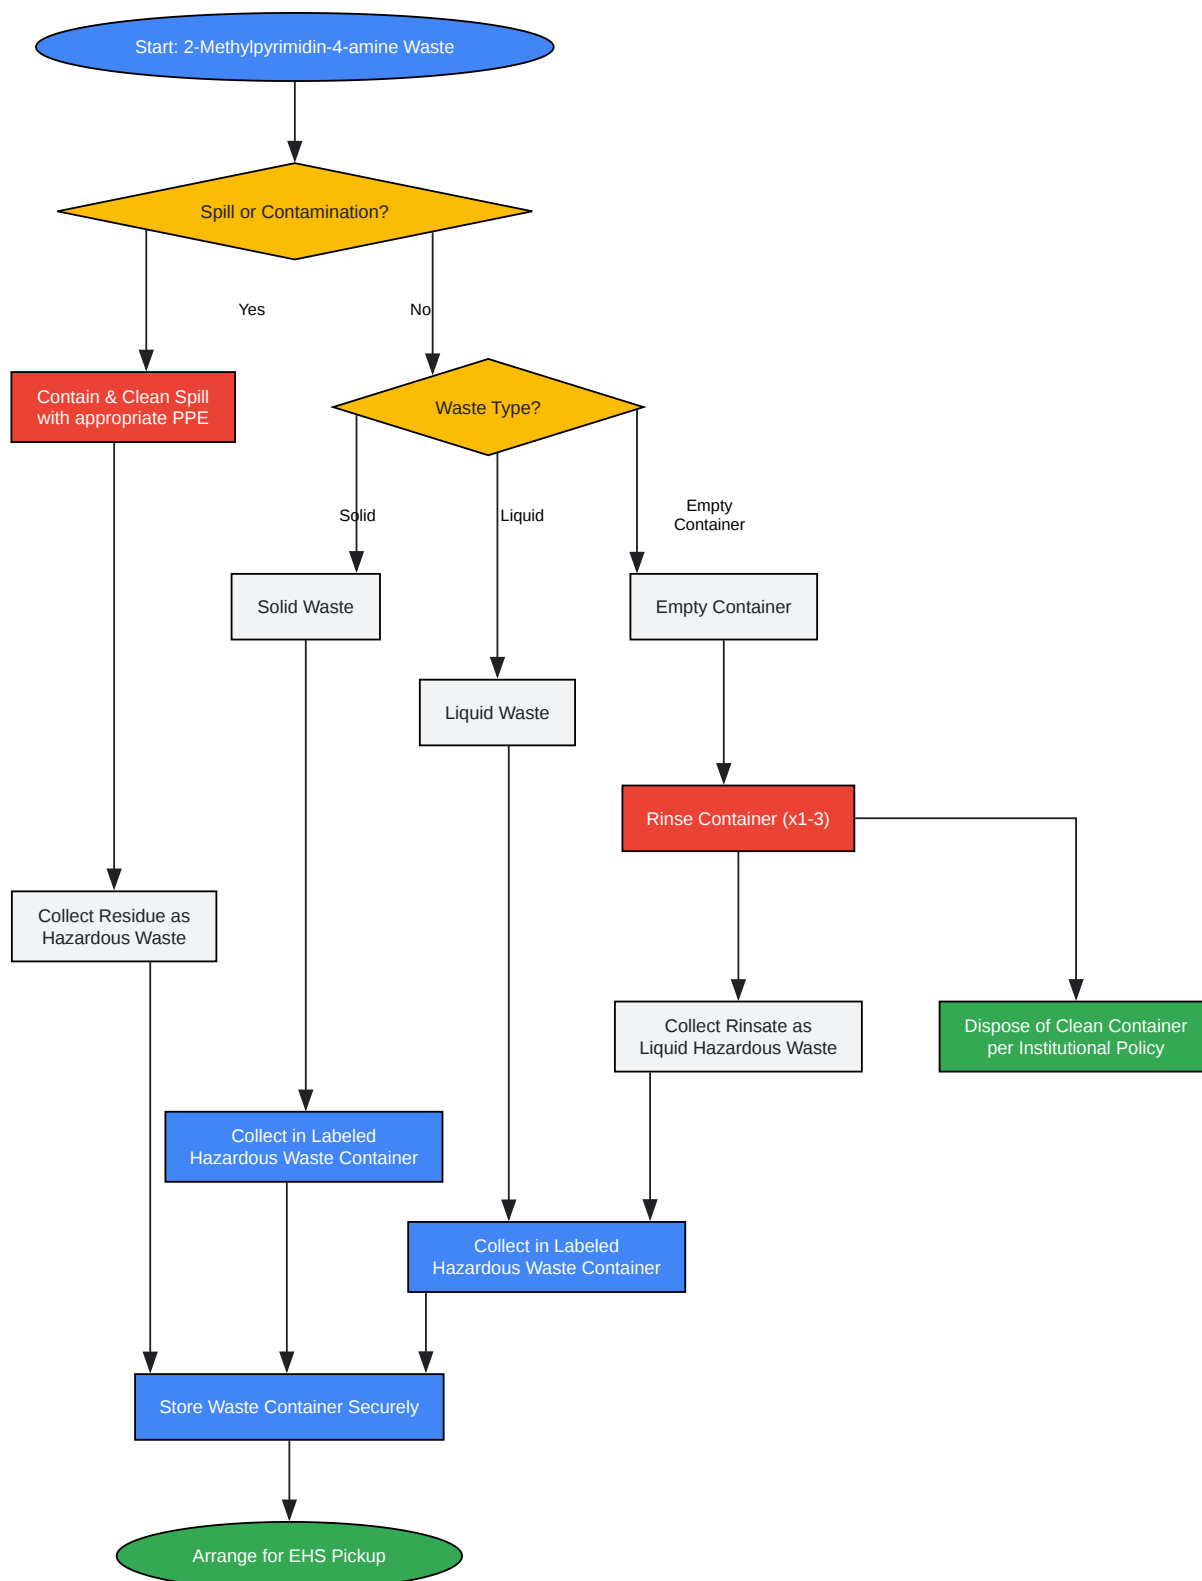 Start: 2-Methylpyrimidin-4-amine Waste
Spill or Contamination?
Yes
No
Contain & Clean Spill
with appropriate PPE
Waste Type?
Solid
Liquid
Empty
Container
Solid Waste
Empty Container
Liquid Waste
Rinse Container (x1-3)
Collect Residue as
Hazardous Waste
Collect Rinsate as
Liquid Hazardous Waste
Dispose of Clean Container
per Institutional Policy
Collect in Labeled
Hazardous Waste Container
Collect in Labeled
Hazardous Waste Container
Store Waste Container Securely
Arrange for EHS Pickup